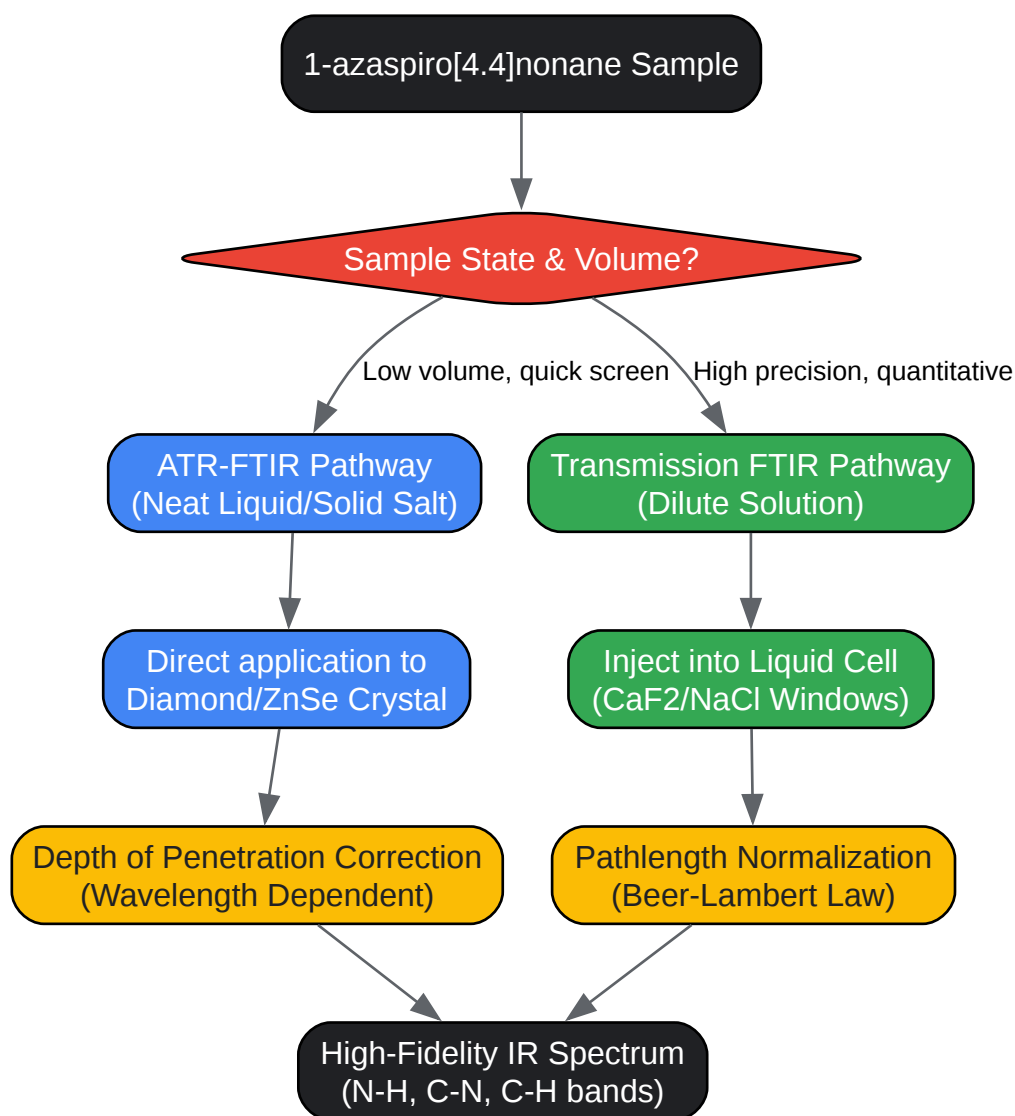 1-azaspiro[4.4]nonane Sample
Sample State & Volume?
Low volume, quick screen
High precision, quantitative
ATR-FTIR Pathway
(Neat Liquid/Solid Salt)
Transmission FTIR Pathway
(Dilute Solution)
Direct application to
Diamond/ZnSe Crystal
Inject into Liquid Cell
(CaF2/NaCl Windows)
Depth of Penetration Correction
(Wavelength Dependent)
Pathlength Normalization
(Beer-Lambert Law)
High-Fidelity IR Spectrum
(N-H, C-N, C-H bands)